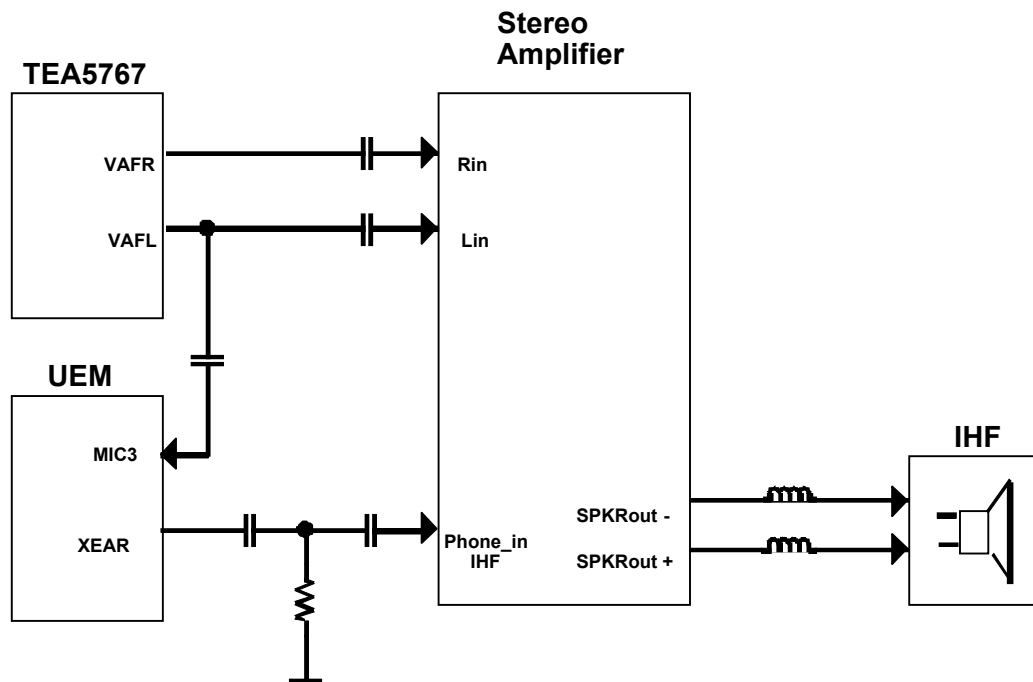 Stereo
Amplifier
TEA5767
VAFR
Rin
VAFL
Lin
UEM
MIC3
IHF
XEAR
Phone_in
IHF
SPKRout -
SPKRout +